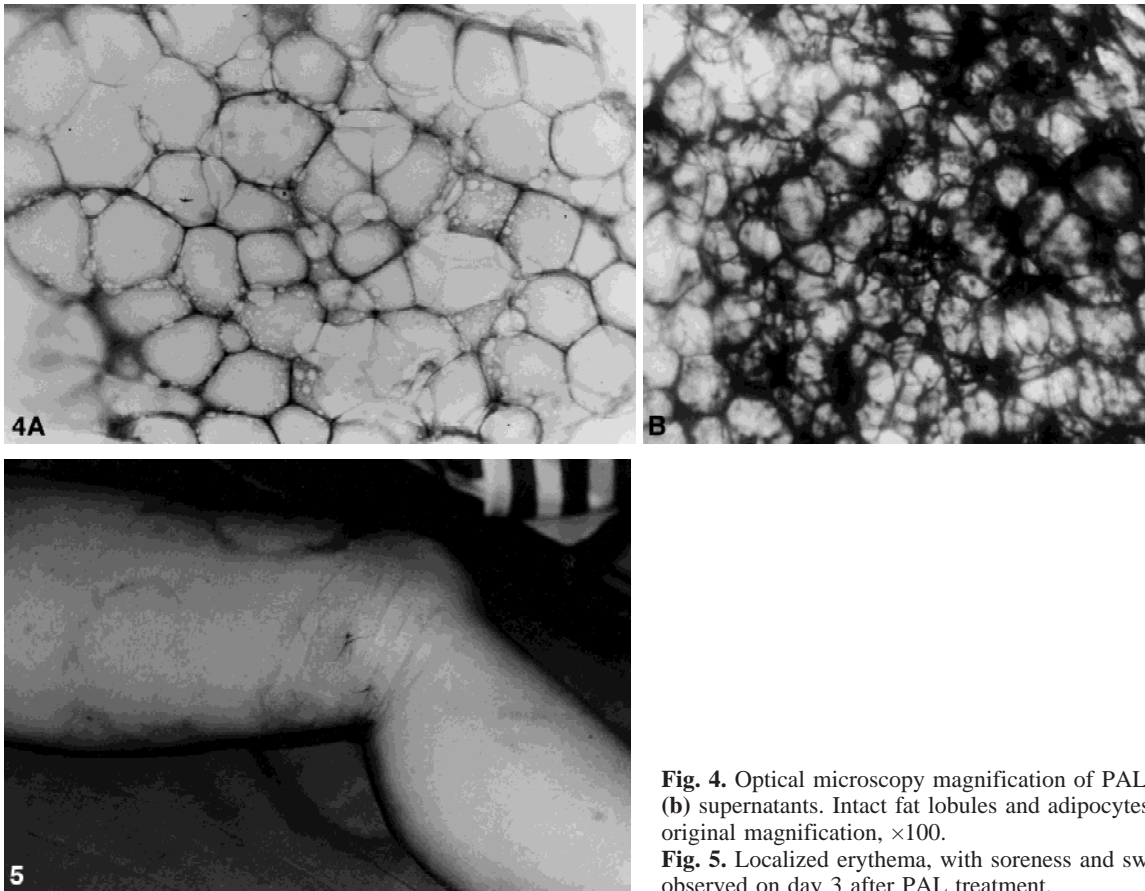 4A
B
5
Fig. 4. Optical microscopy magnification of PAL
(b) supernatants. Intact fat lobules and adipocytes
original magnification, ×100.
Fig. 5. Localized erythema, with soreness and sw
observed on day 3 after PAL treatment.